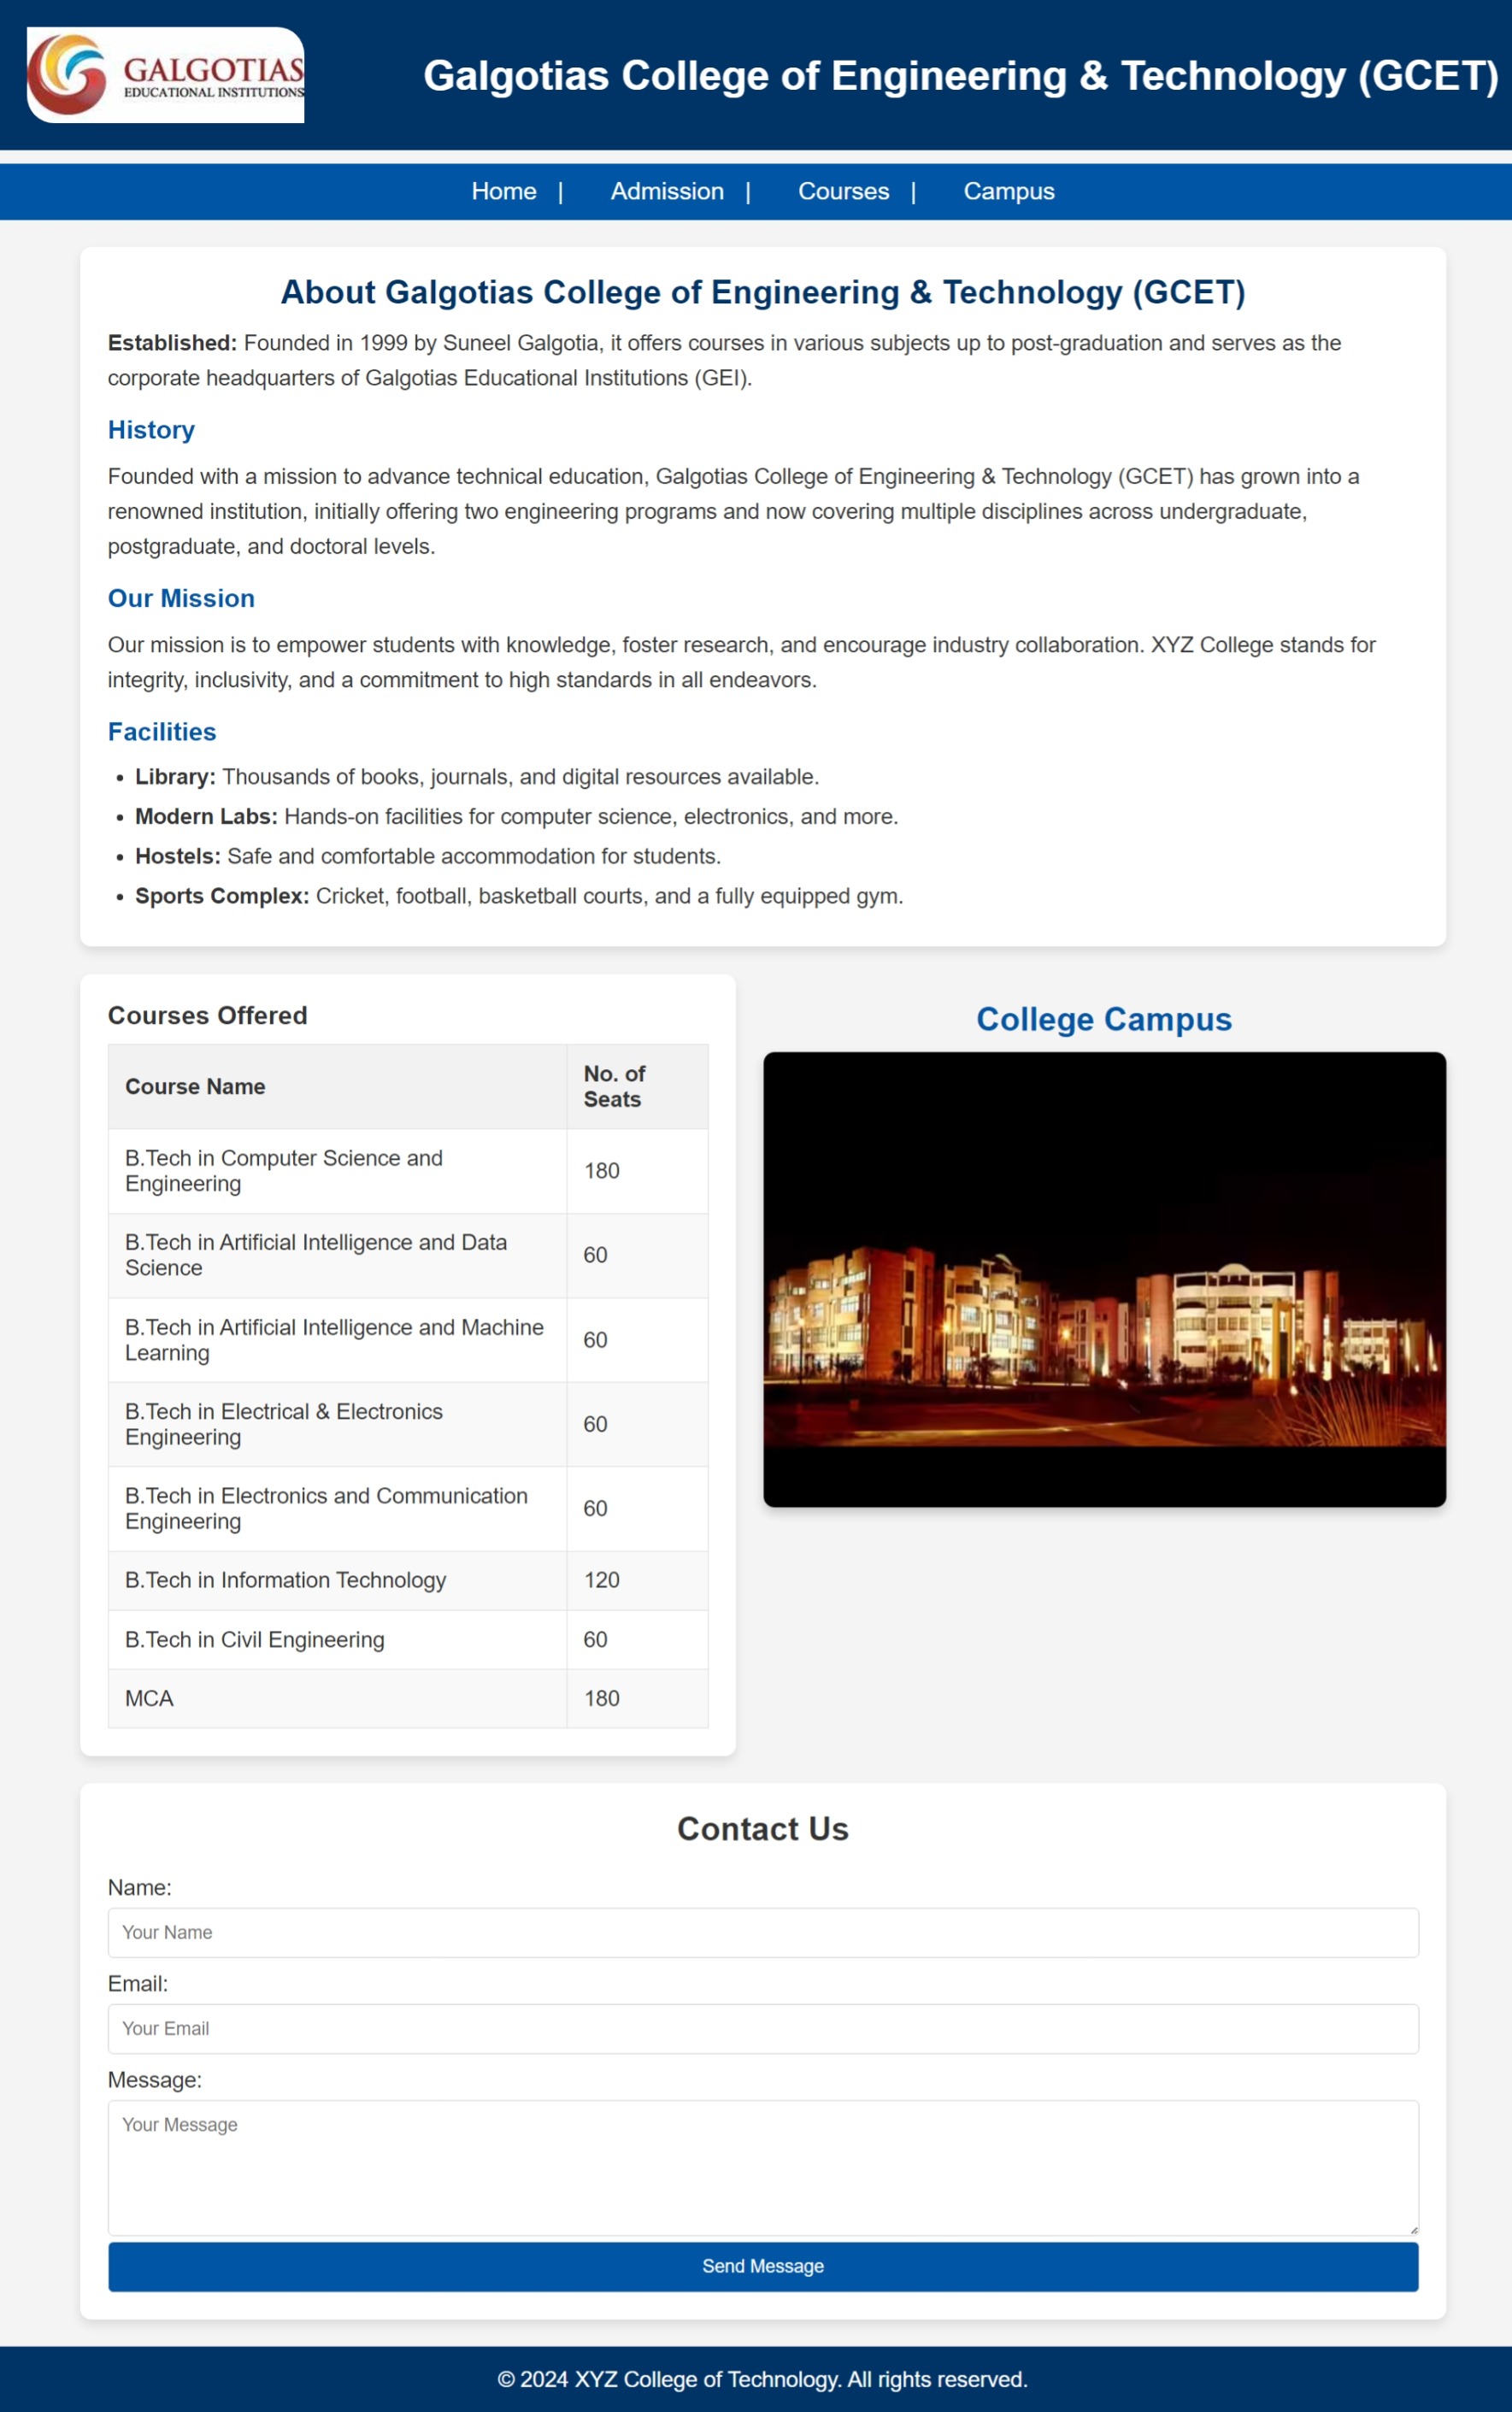 GALGOTIAS
EDUCATIONAL INSTITUTIONS
Galgotias College of Engineering & Technology (GCET)
Home | Admission | Courses | Campus
About Galgotias College of Engineering & Technology (GCET)
Established: Founded in 1999 by Suneel Galgotia, it offers courses in various subjects up to post-graduation and serves as the
corporate headquarters of Galgotias Educational Institutions (GEI).
History
Founded with a mission to advance technical education, Galgotias College of Engineering & Technology (GCET) has grown into a
renowned institution, initially offering two engineering programs and now covering multiple disciplines across undergraduate,
postgraduate, and doctoral levels.
Our Mission
Our mission is to empower students with knowledge, foster research, and encourage industry collaboration. XYZ College stands for
integrity, inclusivity, and a commitment to high standards in all endeavors.
Facilities
• Library: Thousands of books, journals, and digital resources available.
• Modern Labs: Hands-on facilities for computer science, electronics, and more.
• Hostels: Safe and comfortable accommodation for students.
• Sports Complex: Cricket, football, basketball courts, and a fully equipped gym.
Courses Offered
Course Name
No. of
Seats
B.Tech in Computer Science and
Engineering
180
B.Tech in Artificial Intelligence and Data
Science
60
B.Tech in Artificial Intelligence and Machine
Learning
60
B.Tech in Electrical & Electronics
Engineering
60
B.Tech in Electronics and Communication
Engineering
60
B.Tech in Information Technology
120
B.Tech in Civil Engineering
60
MCA
180
College Campus
Contact Us
Name:
Your Name
Email:
Your Email
Message:
Your Message
Send Message
© 2024 XYZ College of Technology. All rights reserved.